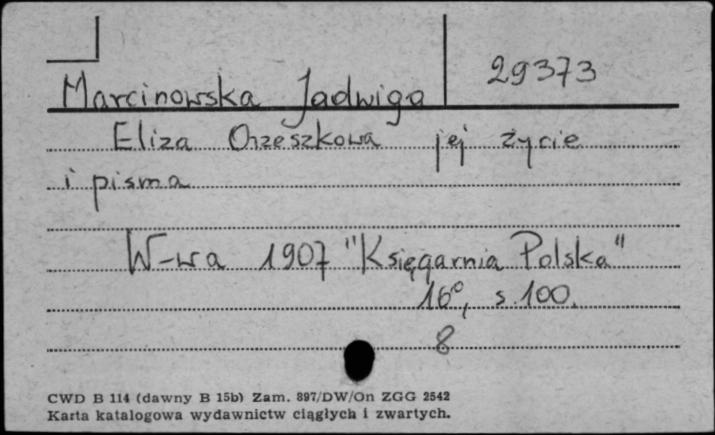 29373
Marcinowska Jadwiga
Eliza Orzeszkowa jej życie
i pisma
W-wa 1907 "Księgarnia Polska"
16°, s. 100.
8
CWD B 114 (dawny B 15b) Zam. 897/DW/On ZGG 2542
Karta katalogowa wydawnictw ciągłych i zwartych.